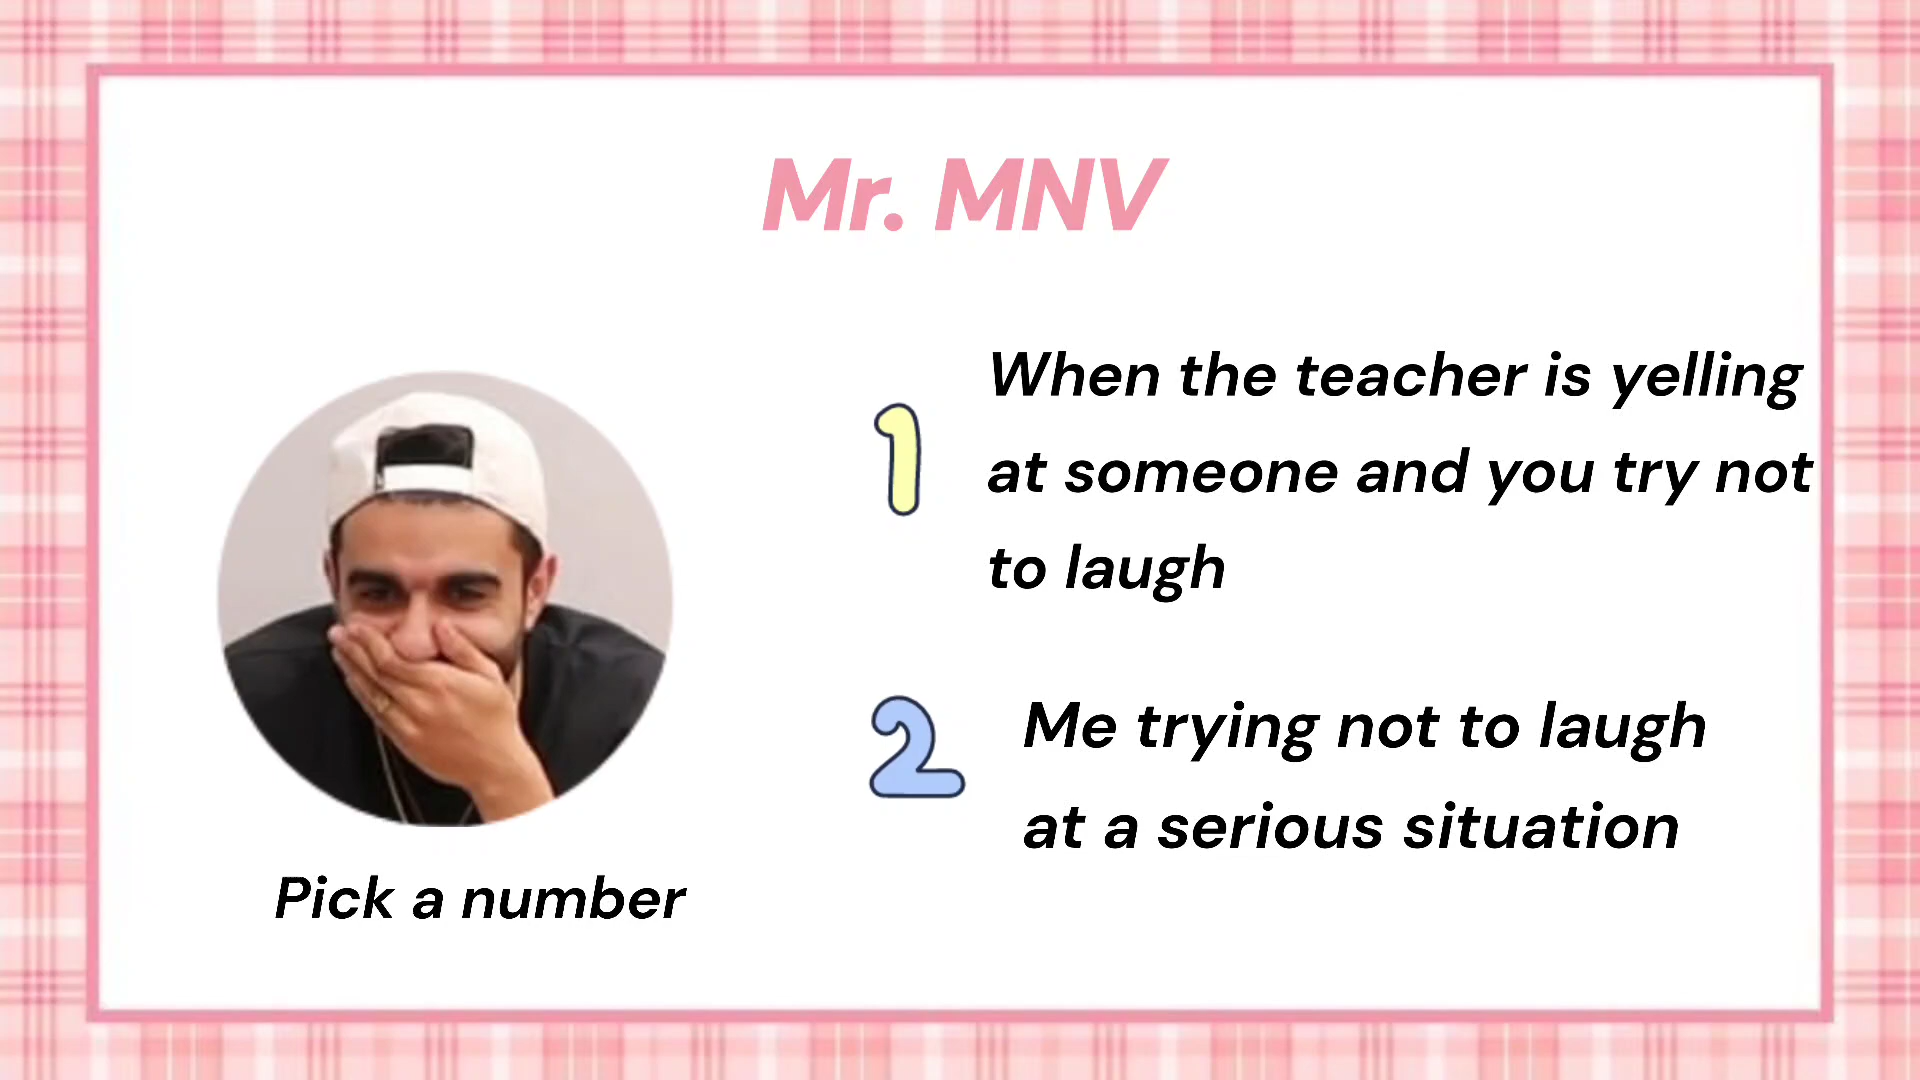 Mr. MNV
1
When the teacher is yelling
at someone and you try not
to laugh
2
Me trying not to laugh
at a serious situation
Pick a number